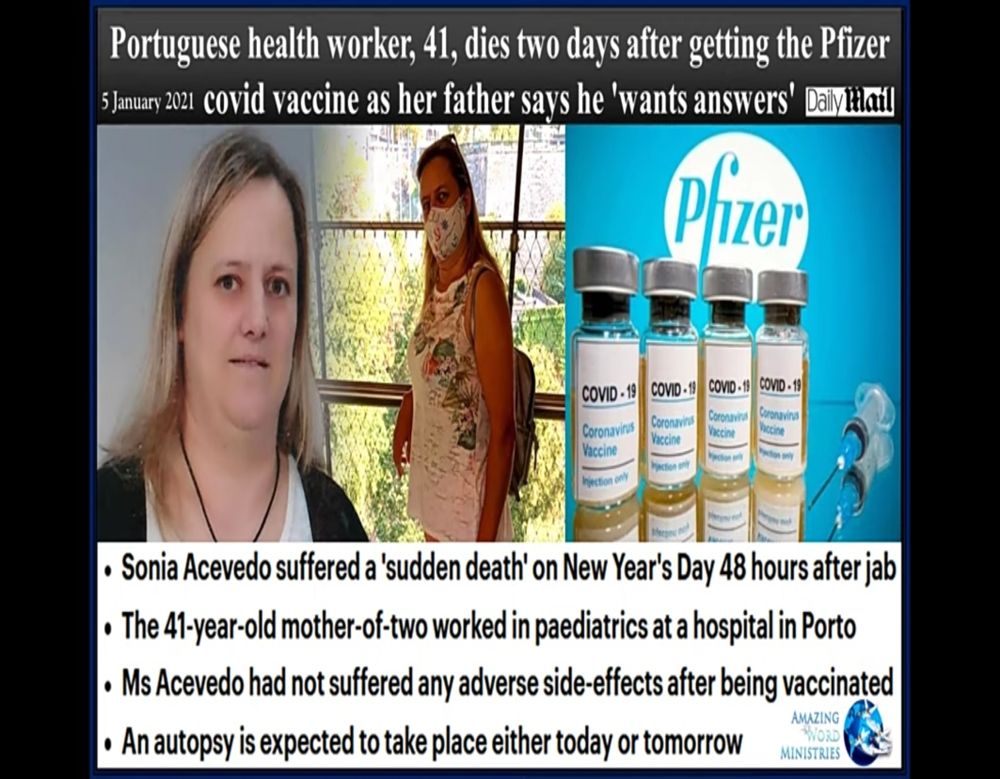 Portuguese health worker, 41, dies two days after getting the Pfizer
5 January 2021 covid vaccine as her father says he 'wants answers' Daily Mail
Pfizer
COVID-19 COVID-19 COVID-19 COVID-19
Coronavirus Coronavirus Coronavirus Coronavirus
Vaccine Vaccine Vaccine Vaccine
Injection only Injection only Injection only Injection only
• Sonia Acevedo suffered a 'sudden death' on New Year's Day 48 hours after jab
• The 41-year-old mother-of-two worked in paediatrics at a hospital in Porto
• Ms Acevedo had not suffered any adverse side-effects after being vaccinated
• An autopsy is expected to take place either today or tomorrow
AMAZING
WORD
MINISTRIES